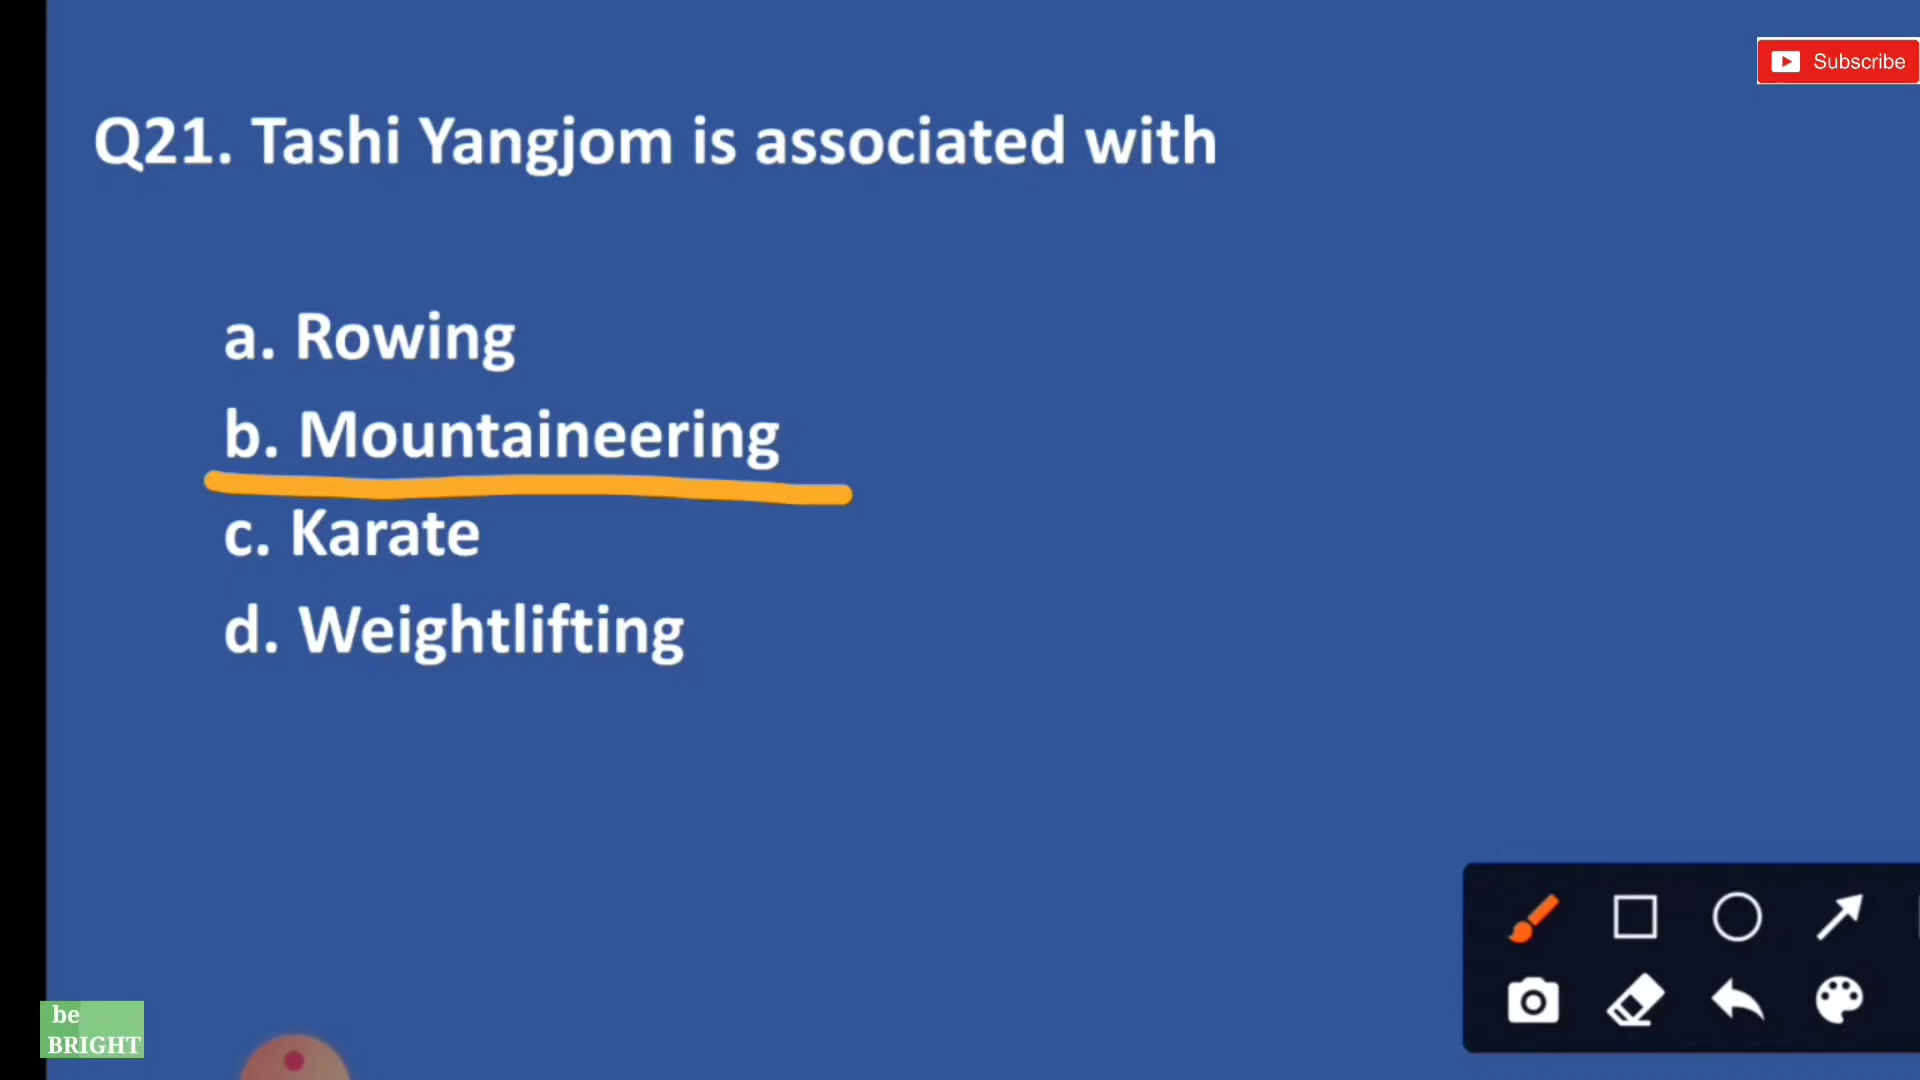 Subscribe
Q21. Tashi Yangjom is associated with
a. Rowing
b. Mountaineering
c. Karate
d. Weightlifting
be
BRIGHT